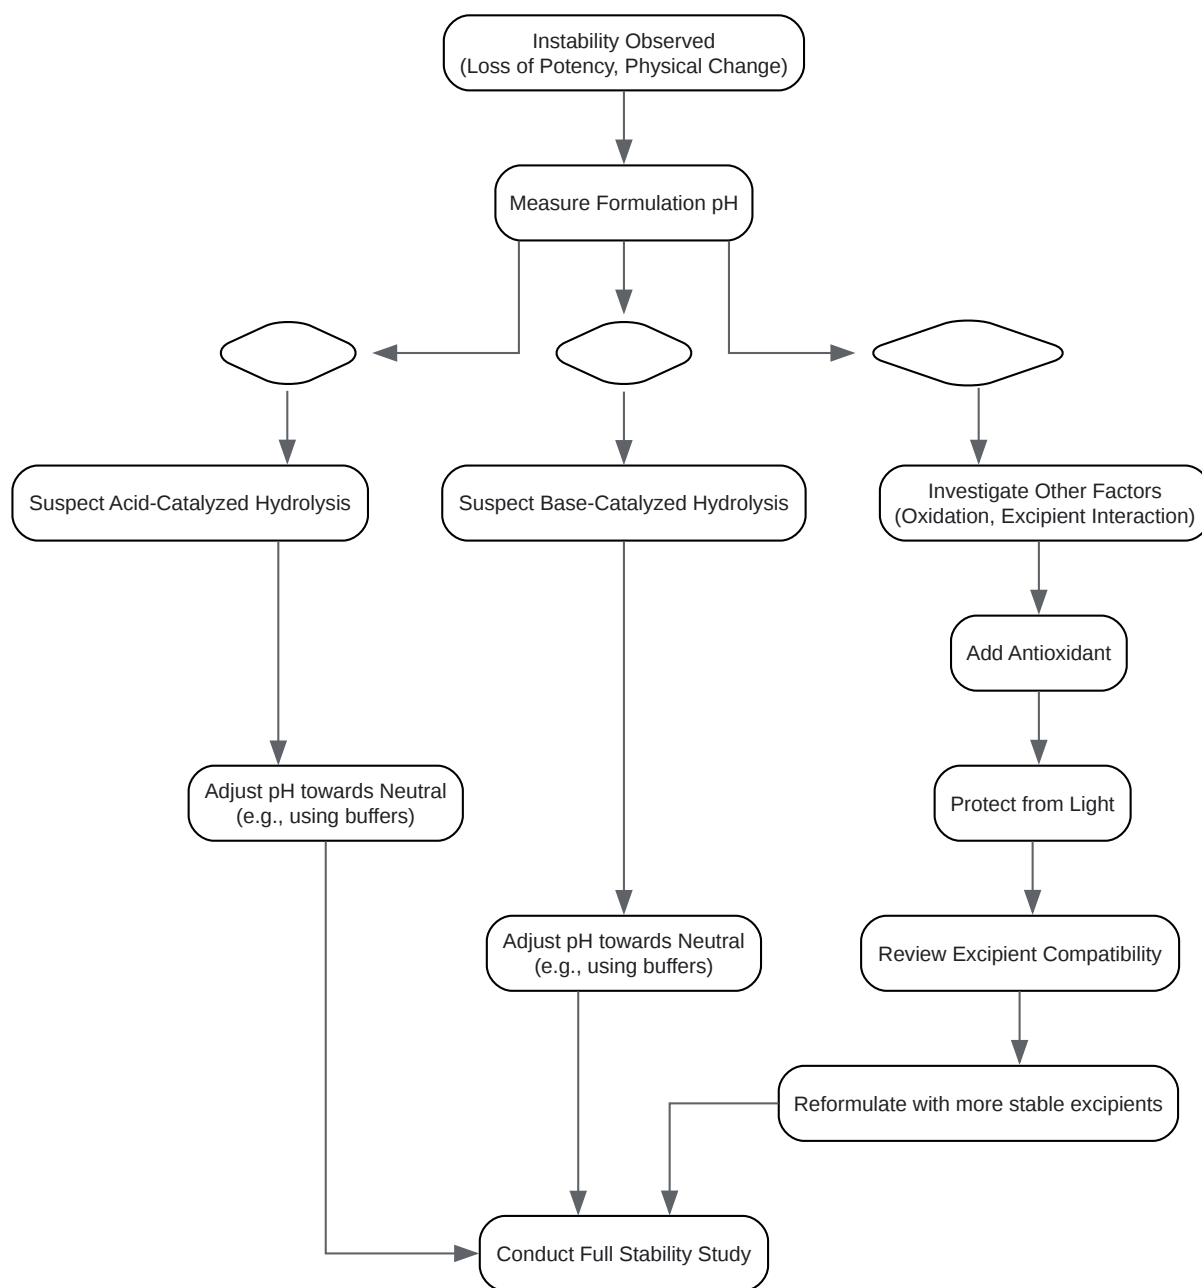 Instability Observed
(Loss of Potency, Physical Change)
Measure Formulation pH
Suspect Acid-Catalyzed Hydrolysis
Suspect Base-Catalyzed Hydrolysis
Investigate Other Factors
(Oxidation, Excipient Interaction)
Add Antioxidant
Adjust pH towards Neutral
(e.g., using buffers)
Protect from Light
Adjust pH towards Neutral
(e.g., using buffers)
Review Excipient Compatibility
Reformulate with more stable excipients
Conduct Full Stability Study